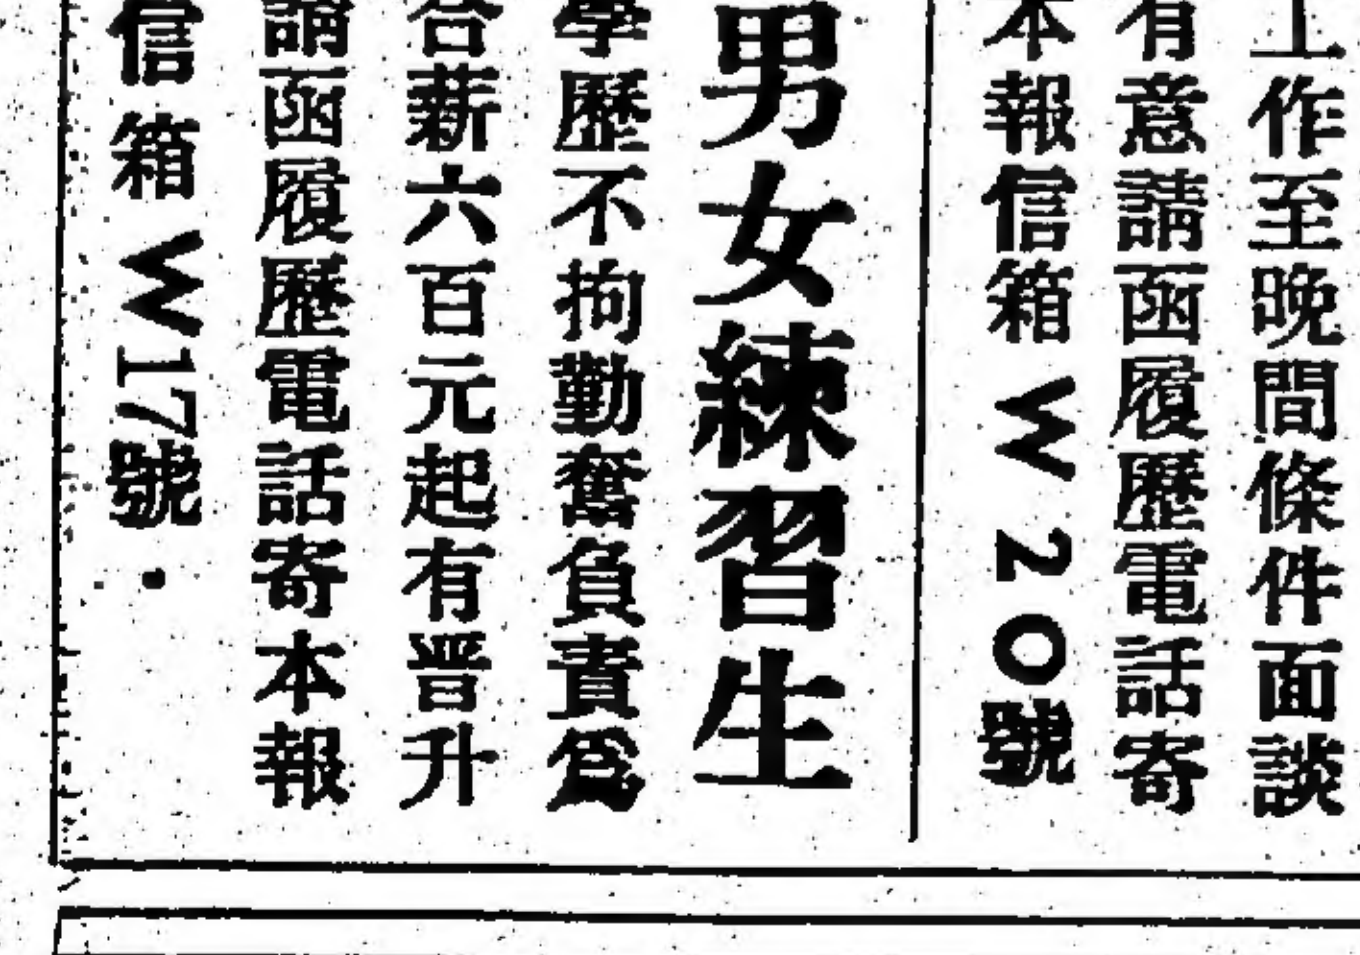 工作至晚間條件面談
有意請函履歷電話寄
本報信箱W20號
男女練習生
學歷不拘勤奮負責爲
合薪六百元起有晋升
請函履歷電話寄本報
信箱W17號.